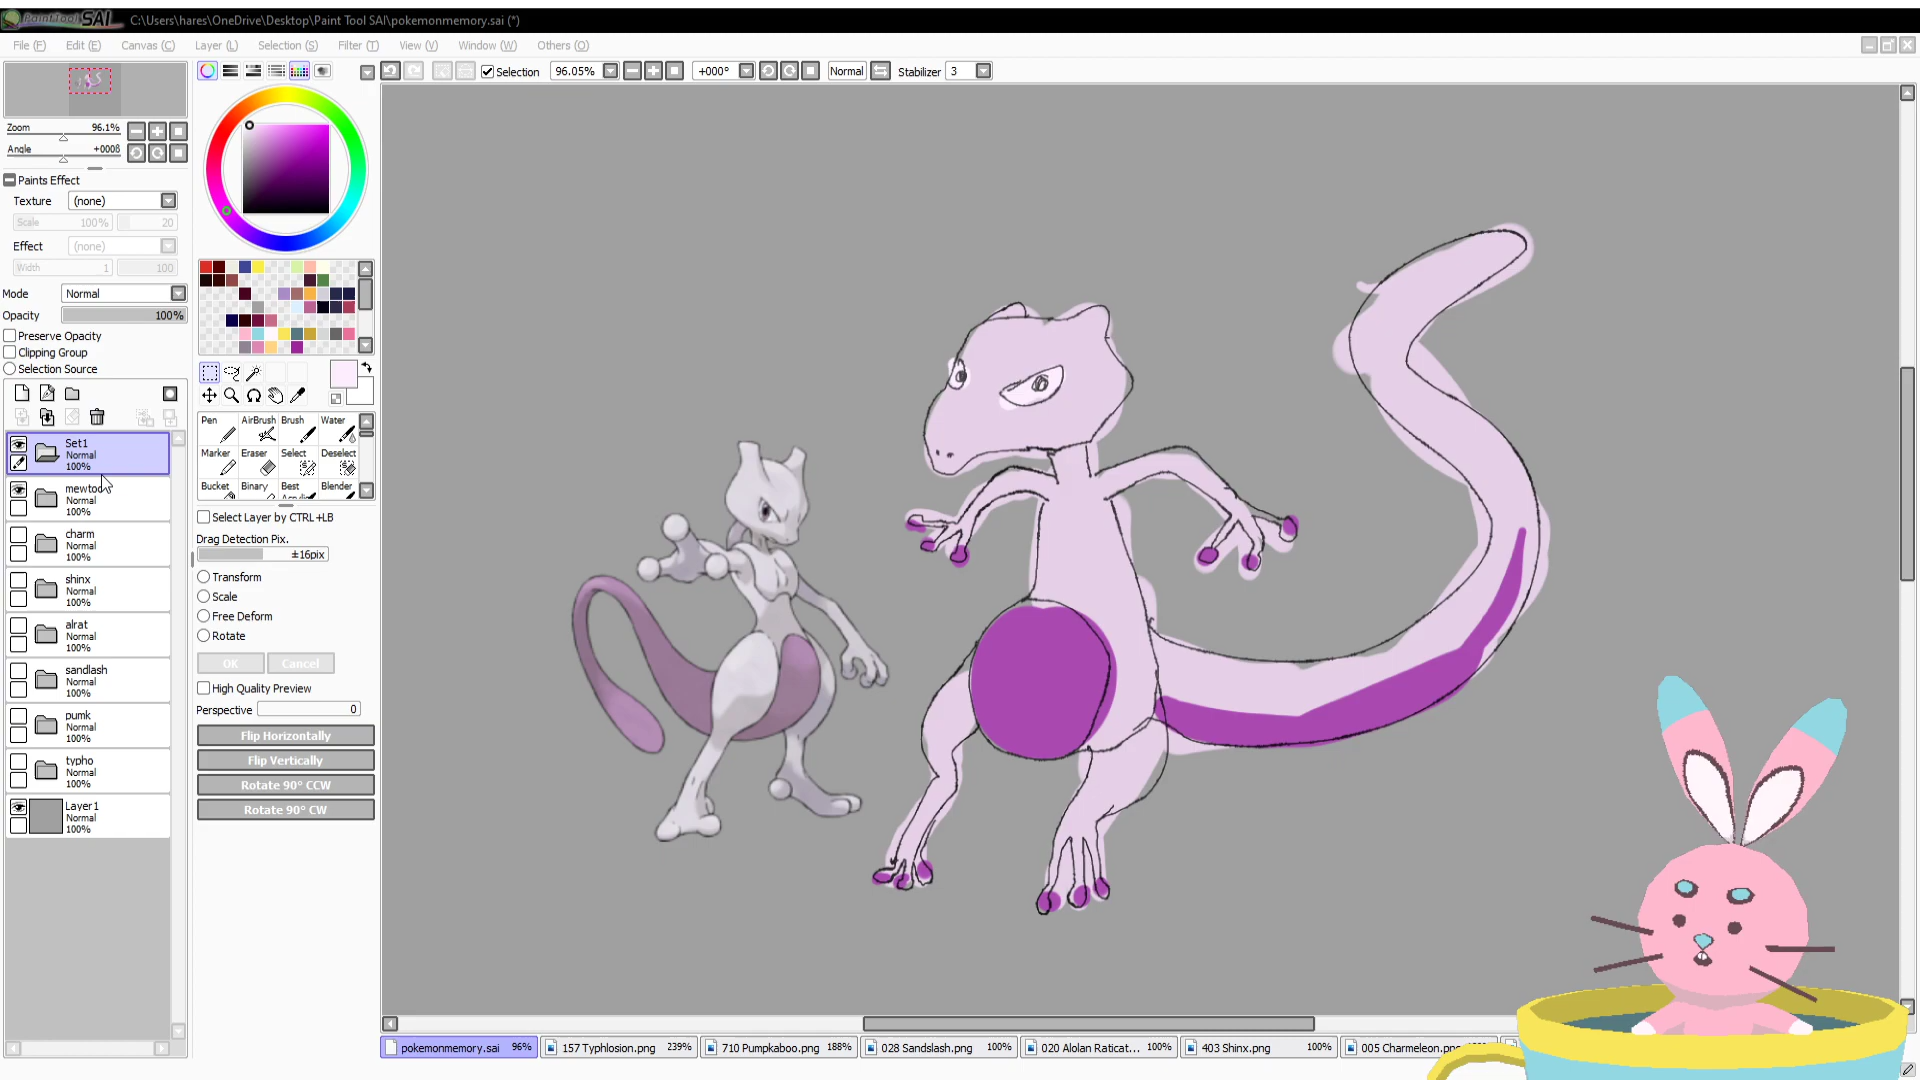 PaintTool SAI C:\Users\hares\OneDrive\Desktop\Paint Tool SAI\pokemonmemory.sai (*)
File (F) Edit (E) Canvas (C) Layer (L) Selection (S) Filter (T) View (V) Window (W) Others (O)
Selection 96.05% +000° Normal Stabilizer 3
Zoom 96.1%
Angle +000ß
Paints Effect
Texture (none)
Scale 100% 20
Effect (none)
Width 1 100
Mode Normal
Opacity 100%
Preserve Opacity
Clipping Group
Selection Source
Set1
Normal
100%
Normal
100%
charm
Normal
100%
shinx
Normal
100%
alrat
Normal
100%
sandlash
Normal
100%
pumk
Normal
100%
typho
Normal
100%
Layer1
Normal
100%
Pen AirBrush Brush Water
Marker Eraser Select Deselect
Bucket Binary Best Blender
Select Layer by CTRL+LB
Drag Detection Pix.
±16pix
Transform
Scale
Free Deform
Rotate
OK Cancel
High Quality Preview
Perspective 0
Flip Horizontally
Flip Vertically
Rotate 90° CCW
Rotate 90° CW
pokemonmemory.sai 96% 157 Typhlosion.png 239% 710 Pumpkaboo.png 188% 028 Sandslash.png 100% 020 Alolan Raticat... 100% 403 Shinx.png 100% 005 Charmeleon.png